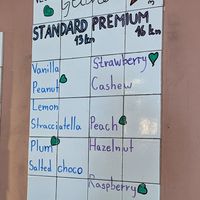 STANDARD PREMIUM
13 kn 16 kn
Vanilla Strawberry
Peanut Cashew
Lemon
Stracciatella Peach
Plum Hazelnut
Salted choco
Raspberry